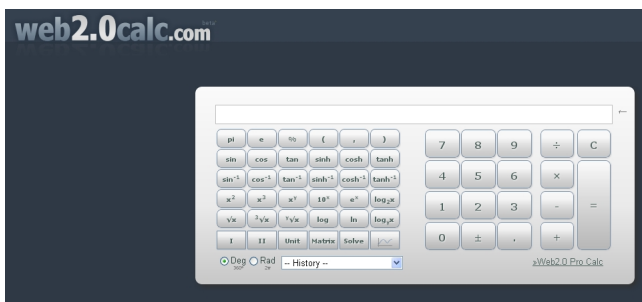 web2.0calc.com
beta
pi e % ( , )
7 8 9 ÷ C
sin cos tan sinh cosh tanh
4 5 6 ×
sin⁻¹ cos⁻¹ tan⁻¹ sinh⁻¹ cosh⁻¹ tanh⁻¹
x² x³ xʸ 10ˣ eˣ log₂x
1 2 3 - =
√x ³√x ʸ√x log ln logᵧx
I II Unit Matrix Solve
0 ± . +
Deg Rad -- History --
»Web2.0 Pro Calc